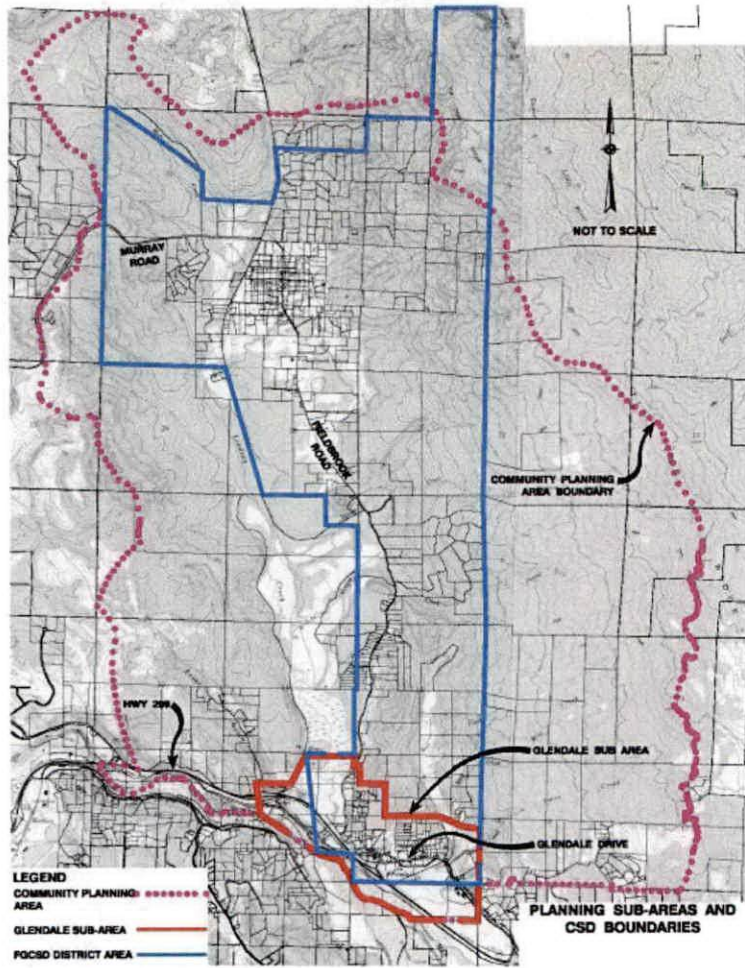 NOT TO SCALE
MURRAY
ROAD
FIELDBROOK
ROAD
COMMUNITY PLANNING
AREA BOUNDARY
HWY 299
GLENDALE SUB AREA
GLENDALE DRIVE
LEGEND
COMMUNITY PLANNING
AREA
GLENDALE SUB-AREA
FGCSD DISTRICT AREA
PLANNING SUB-AREAS AND
CSD BOUNDARIES